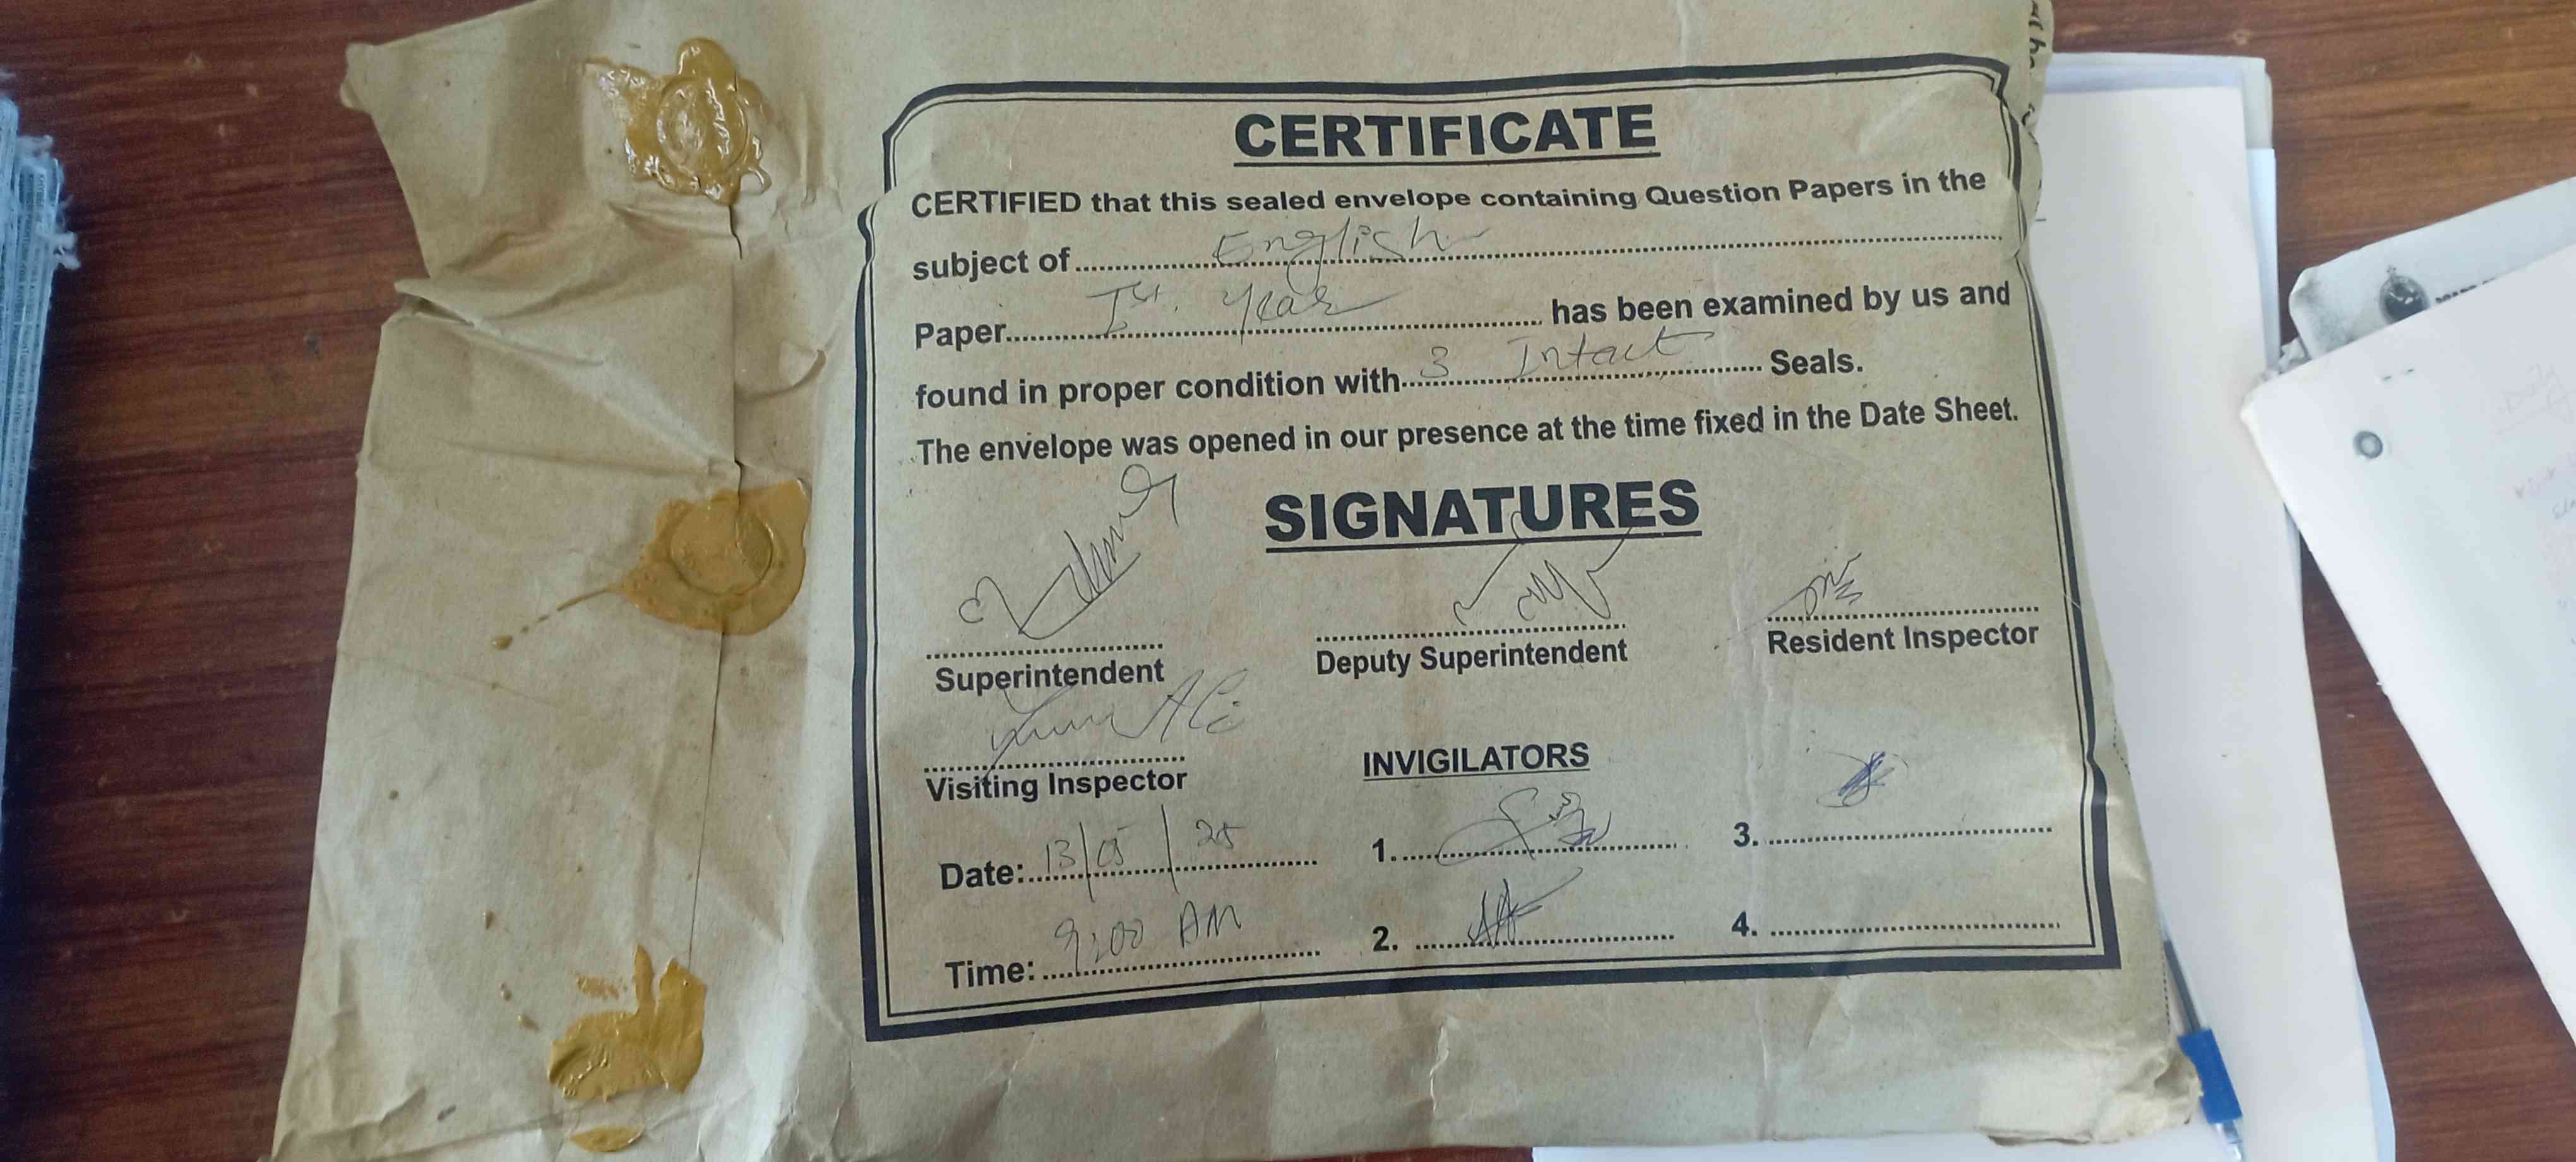 CERTIFICATE
CERTIFIED that this sealed envelope containing Question Papers in the
subject of English
Paper Ist. Year has been examined by us and
found in proper condition with 3 Intact Seals.
The envelope was opened in our presence at the time fixed in the Date Sheet.
SIGNATURES
Superintendent
Deputy Superintendent
Resident Inspector
Ali
Visiting Inspector
INVIGILATORS
Date: 13/05/25
1.
3.
Time: 9:00 AM
2.
4.